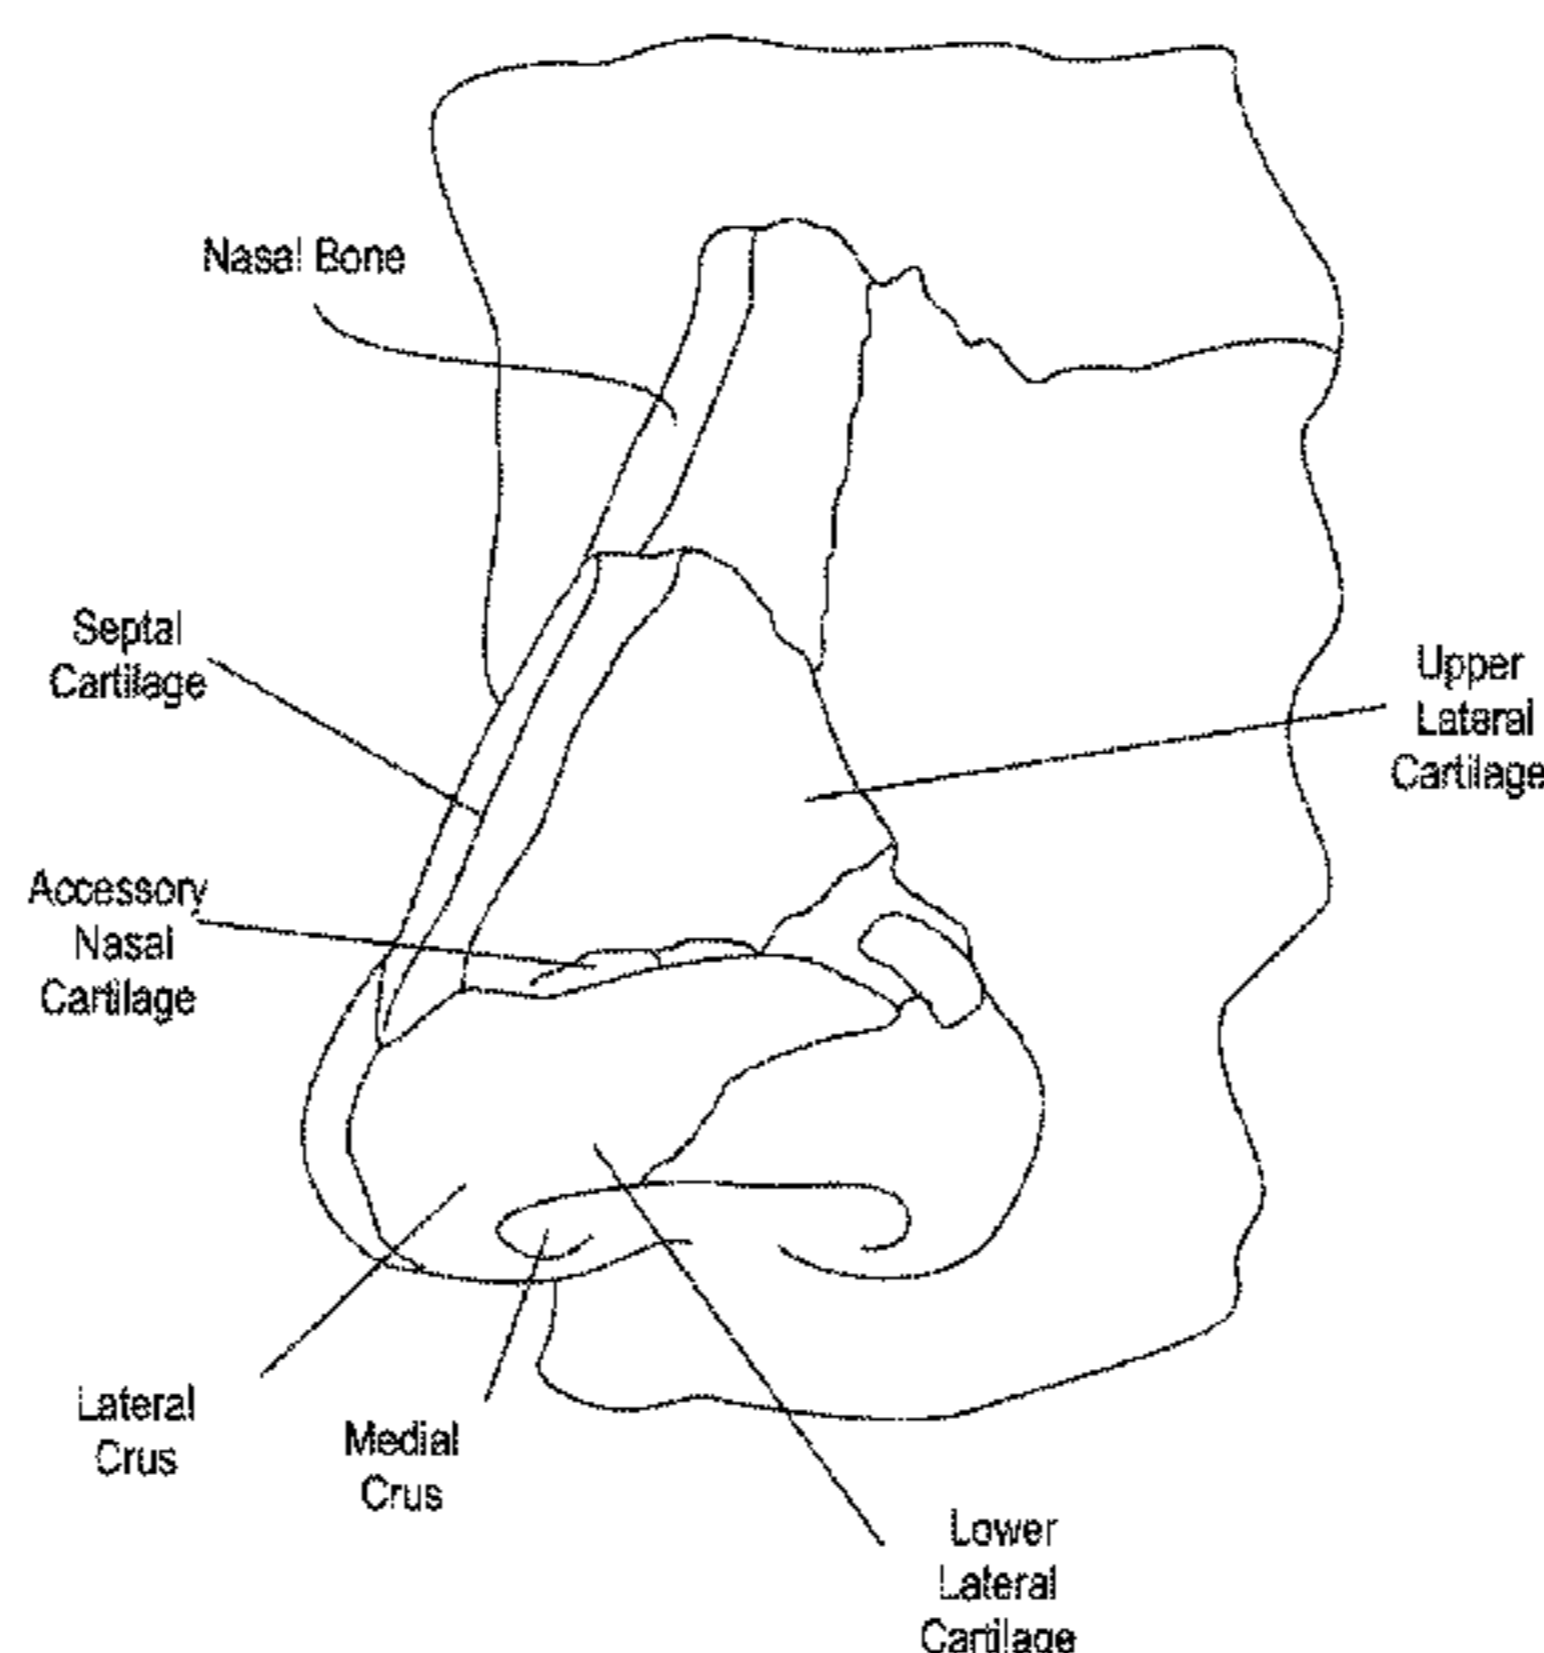 Nasal Bone
Septal
Cartilage
Upper
Lateral
Cartilage
Accessory
Nasal
Cartilage
Lateral
Crus
Medial
Crus
Lower
Lateral
Cartilage